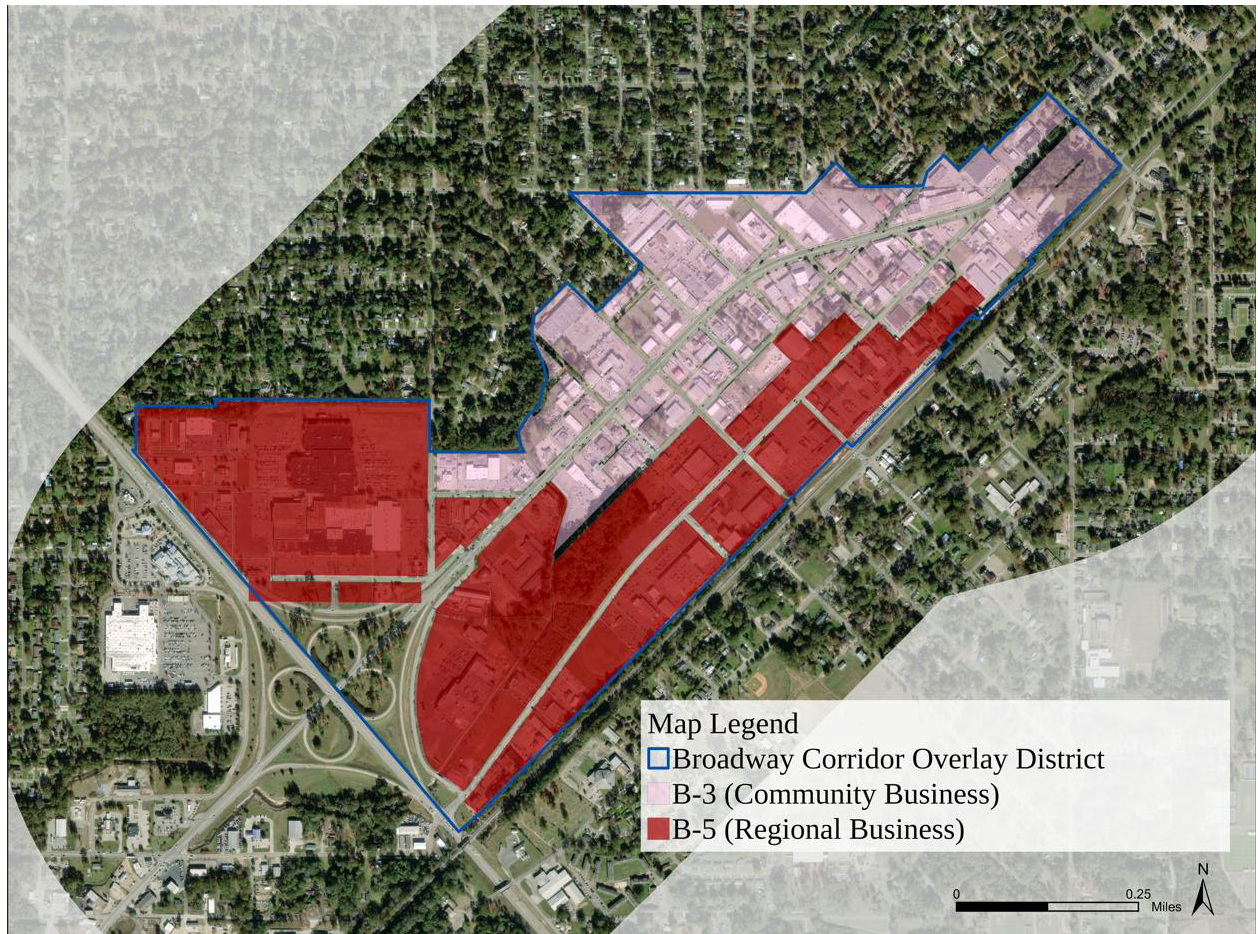 Map Legend
Broadway Corridor Overlay District
B-3 (Community Business)
B-5 (Regional Business)
N
0 0.25
Miles